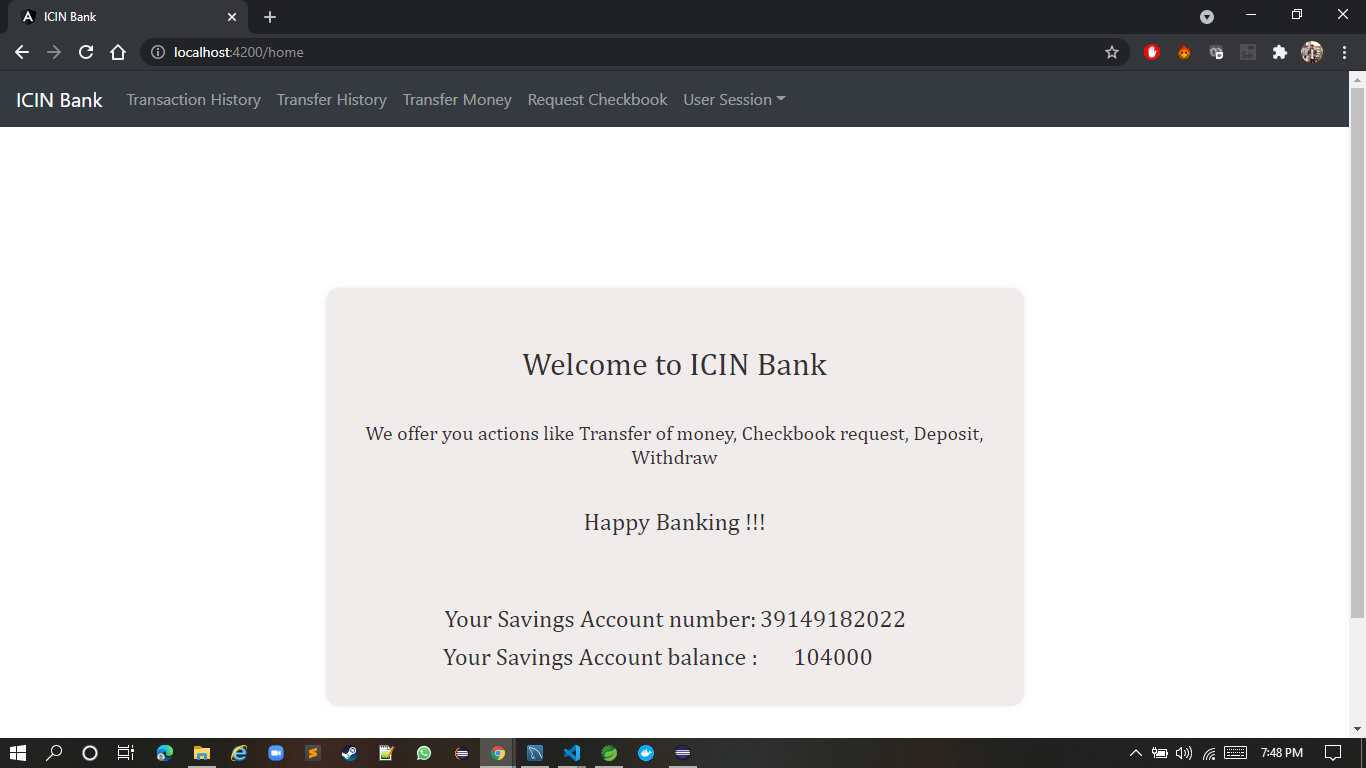 ICIN Bank
localhost:4200/home
ICIN Bank Transaction History Transfer History Transfer Money Request Checkbook User Session
Welcome to ICIN Bank
We offer you actions like Transfer of money, Checkbook request, Deposit,
Withdraw
Happy Banking !!!
Your Savings Account number: 39149182022
Your Savings Account balance : 104000
7:48 PM